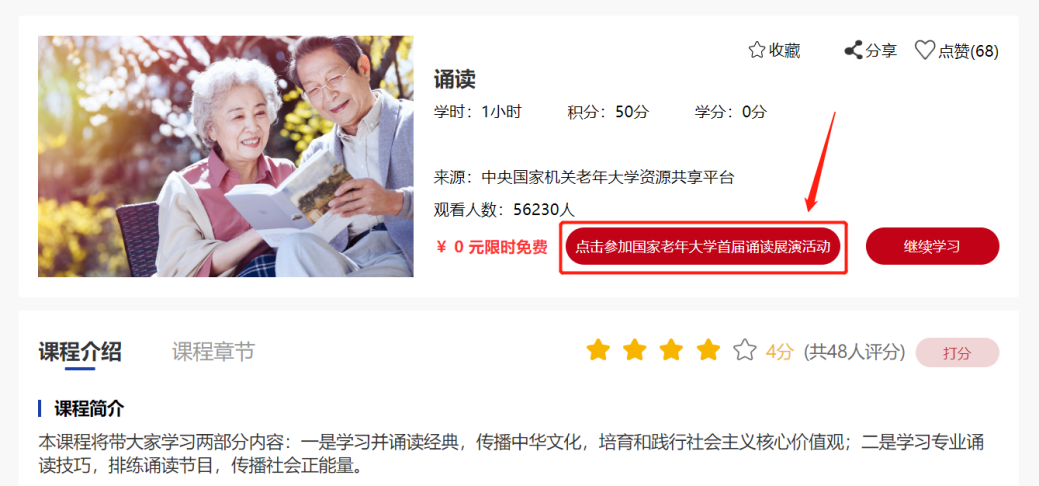 收藏 分享 点赞(68)
诵读
学时：1小时 积分：50分 学分：0分
来源：中央国家机关老年大学资源共享平台
观看人数：56230人
￥ 0 元限时免费 点击参加国家老年大学首届诵读展演活动 继续学习
课程介绍 课程章节 4分 (共48人评分) 打分
课程简介
本课程将带大家学习两部分内容：一是学习并诵读经典，传播中华文化，培育和践行社会主义核心价值观；二是学习专业诵
读技巧，排练诵读节目，传播社会正能量。